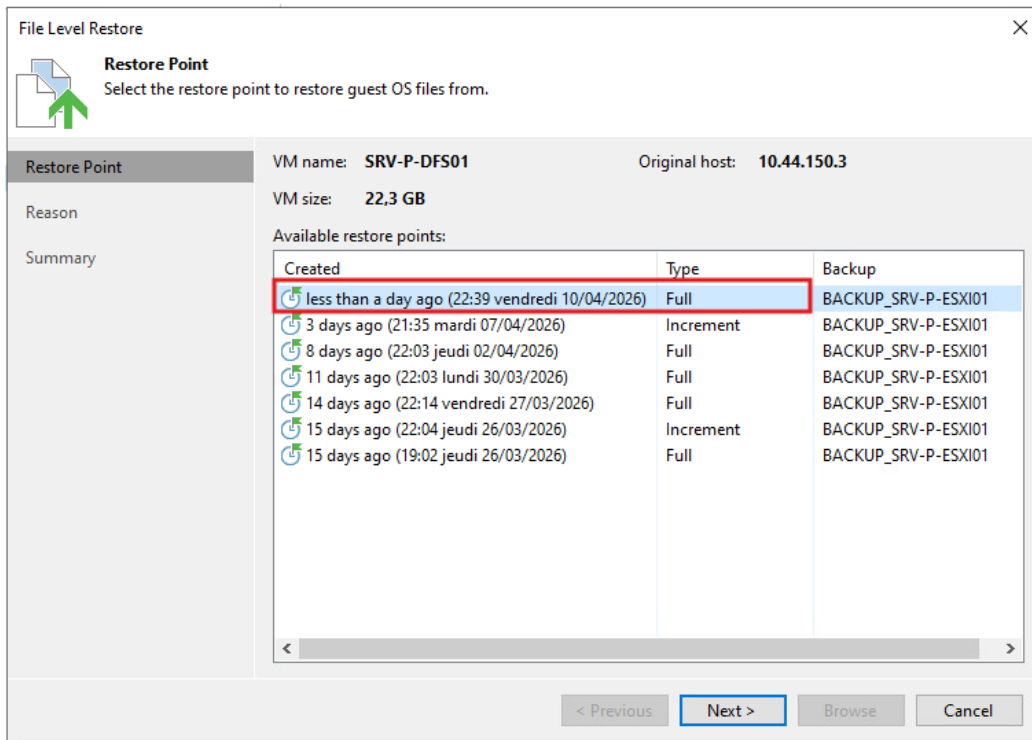 File Level Restore
Restore Point
Select the restore point to restore guest OS files from.
Restore Point
Reason
Summary
VM name: SRV-P-DFS01 Original host: 10.44.150.3
VM size: 22,3 GB
Available restore points:
Created Type Backup
less than a day ago (22:39 vendredi 10/04/2026) Full BACKUP_SRV-P-ESXI01
3 days ago (21:35 mardi 07/04/2026) Increment BACKUP_SRV-P-ESXI01
8 days ago (22:03 jeudi 02/04/2026) Full BACKUP_SRV-P-ESXI01
11 days ago (22:03 lundi 30/03/2026) Full BACKUP_SRV-P-ESXI01
14 days ago (22:14 vendredi 27/03/2026) Full BACKUP_SRV-P-ESXI01
15 days ago (22:04 jeudi 26/03/2026) Increment BACKUP_SRV-P-ESXI01
15 days ago (19:02 jeudi 26/03/2026) Full BACKUP_SRV-P-ESXI01
< Previous Next > Browse Cancel